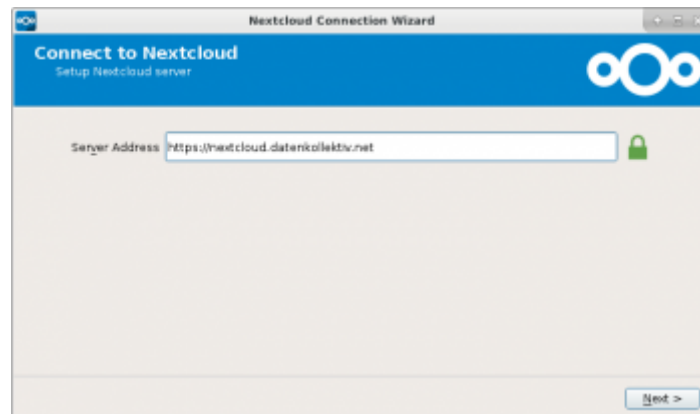 Nextcloud Connection Wizard
Connect to Nextcloud
Setup Nextcloud server
Server Address https://nextcloud.datenkollektiv.net
Next >